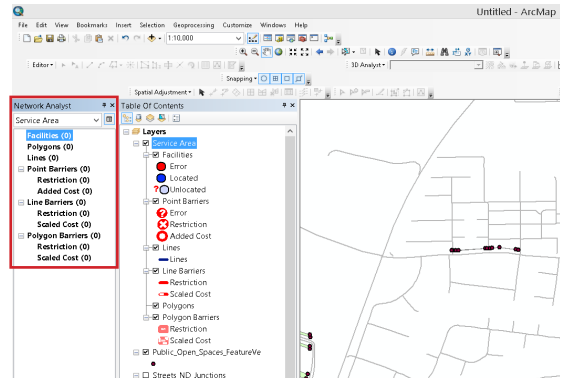 Untitled - ArcMap
File Edit View Bookmarks Insert Selection Geoprocessing Customize Windows Help
1:10,000
Editor
3D Analyst
Snapping
Spatial Adjustment
Network Analyst
Service Area
Facilities (0)
Polygons (0)
Lines (0)
Point Barriers (0)
Restriction (0)
Added Cost (0)
Line Barriers (0)
Restriction (0)
Scaled Cost (0)
Polygon Barriers (0)
Restriction (0)
Scaled Cost (0)
Table Of Contents
Layers
Service Area
Facilities
Error
Located
?Unlocated
Point Barriers
Error
Restriction
Added Cost
Lines
Lines
Line Barriers
Restriction
Scaled Cost
Polygons
Polygon Barriers
Restriction
Scaled Cost
Public_Open_Spaces_FeatureVe
Streets_ND_Junctions